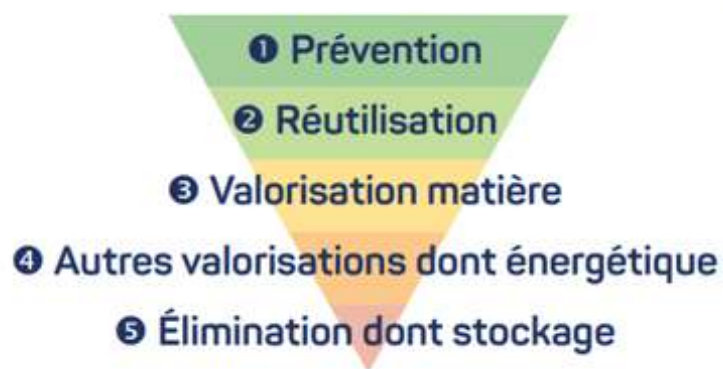 ❶ Prévention
❷ Réutilisation
❸ Valorisation matière
❹ Autres valorisations dont énergétique
❺ Élimination dont stockage